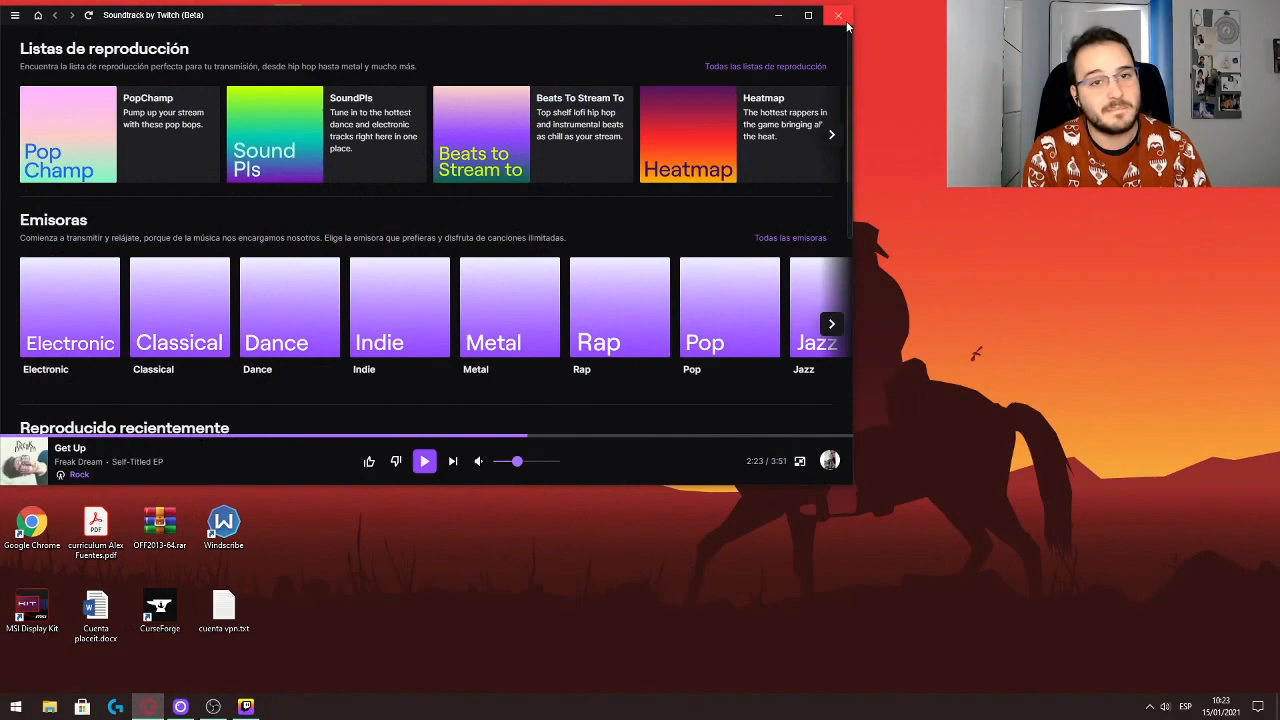 Soundtrack by Twitch (Beta)
Listas de reproducción
Encuentra la lista de reproducción perfecta para tu transmisión, desde hip hop hasta metal y mucho más.
Todas las listas de reproducción
Pop
Champ
PopChamp
Pump up your stream
with these pop bops.
Sound
Pls
SoundPls
Tune in to the hottest
dance and electronic
tracks right here in one
place.
Beats to
Stream to
Beats To Stream To
Top shelf lofi hip hop
and instrumental beats
as chill as your stream.
Heatmap
Heatmap
The hottest rappers in
the game bringing al
the heat.
Emisoras
Comienza a transmitir y relájate, porque de la música nos encargamos nosotros. Elige la emisora que prefieras y disfruta de canciones ilimitadas.
Todas las emisoras
Electronic
Classical
Dance
Indie
Metal
Rap
Pop
Jazz
Electronic
Classical
Dance
Indie
Metal
Rap
Pop
Jazz
Reproducido recientemente
Get Up
Freak Dream - Self-Titled EP
Rock
2:23 / 3:51
Google Chrome
curriculum Alex
Fuentes.pdf
OFF2013-64.rar
Windscribe
MSI Display Kit
Cuenta
placeit.docx
CurseForge
cuenta vpn.txt
ESP
10:23
15/01/2021